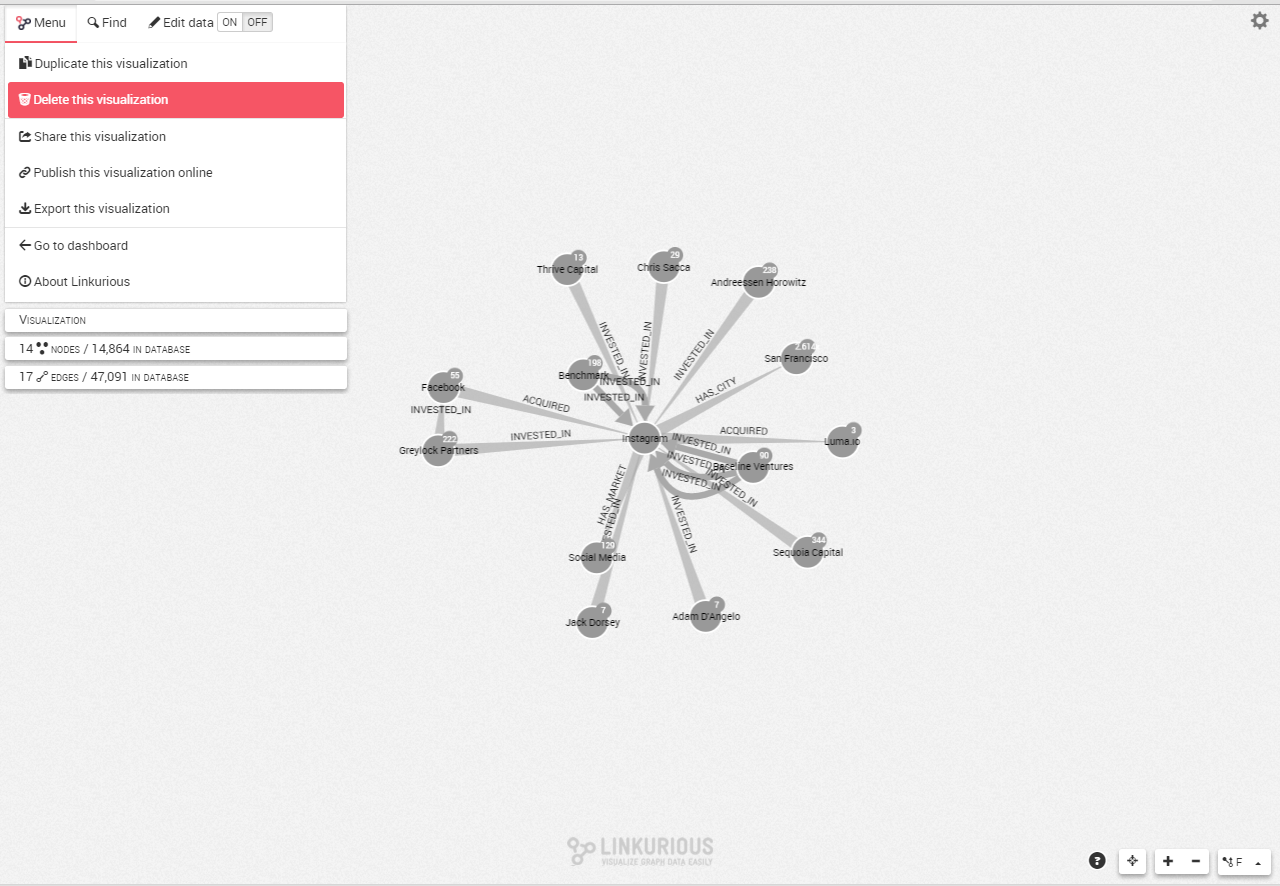 Menu Find Edit data ON OFF
Duplicate this visualization
Delete this visualization
Share this visualization
Publish this visualization online
Export this visualization
Go to dashboard
About Linkurious
VISUALIZATION
14 NODES / 14,864 IN DATABASE
17 EDGES / 47,091 IN DATABASE
13
Thrive Capital
29
Chris Sacca
238
Andreessen Horowitz
INVESTED_IN
INVESTED_IN
INVESTED_IN
2.614
San Francisco
HAS_CITY
198
Benchmark
INVESTED_IN
INVESTED_IN
55
Facebook
ACQUIRED
INVESTED_IN
222
Greylock Partners
INVESTED_IN
Instagram
ACQUIRED
3
Luma.io
INVESTED_IN
INVESTED_IN
INVESTED_IN
90
Baseline Ventures
INVESTED_IN
344
Sequoia Capital
HAS_MARKET
STED_IN
129
Social Media
INVESTED_IN
7
Jack Dorsey
7
Adam D'Angelo
LINKURIOUS
VISUALIZE GRAPH DATA EASILY
? + − F